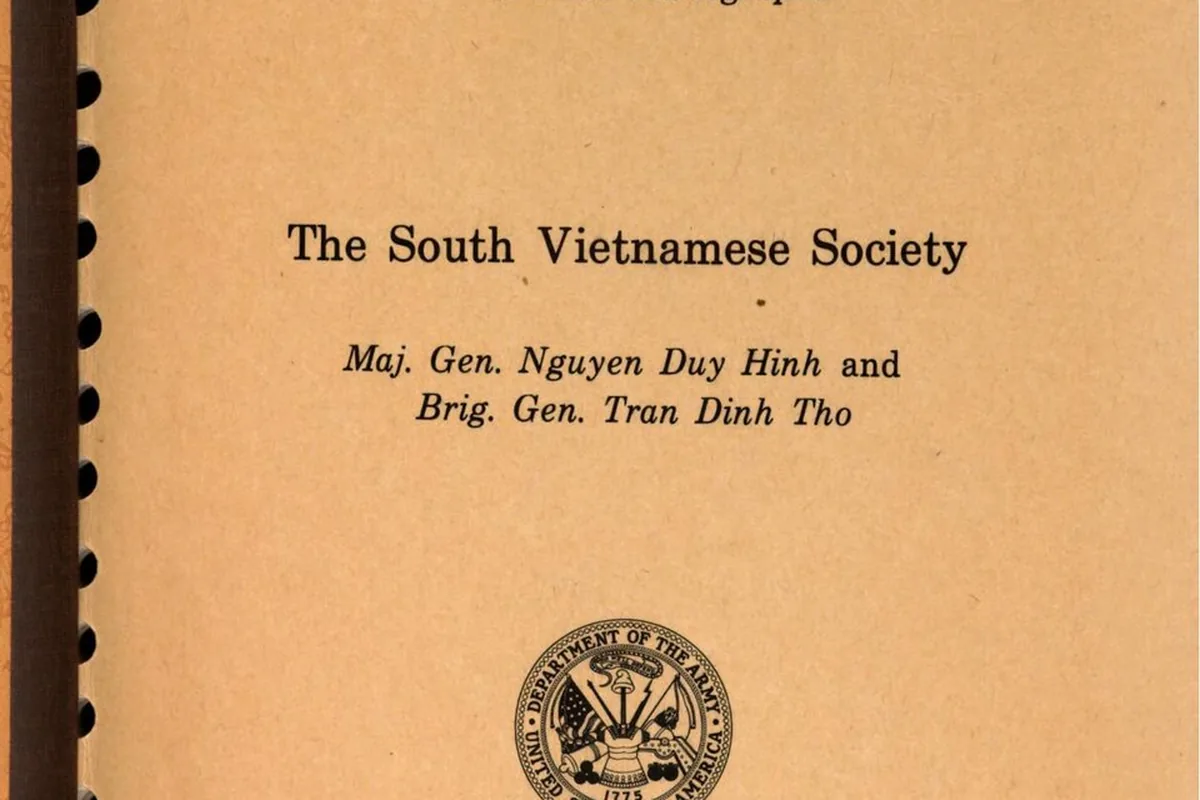 The South Vietnamese Society
Maj. Gen. Nguyen Duy Hinh and
Brig. Gen. Tran Dinh Tho
DEPARTMENT OF THE ARMY
UNITED
AMERICA
1775